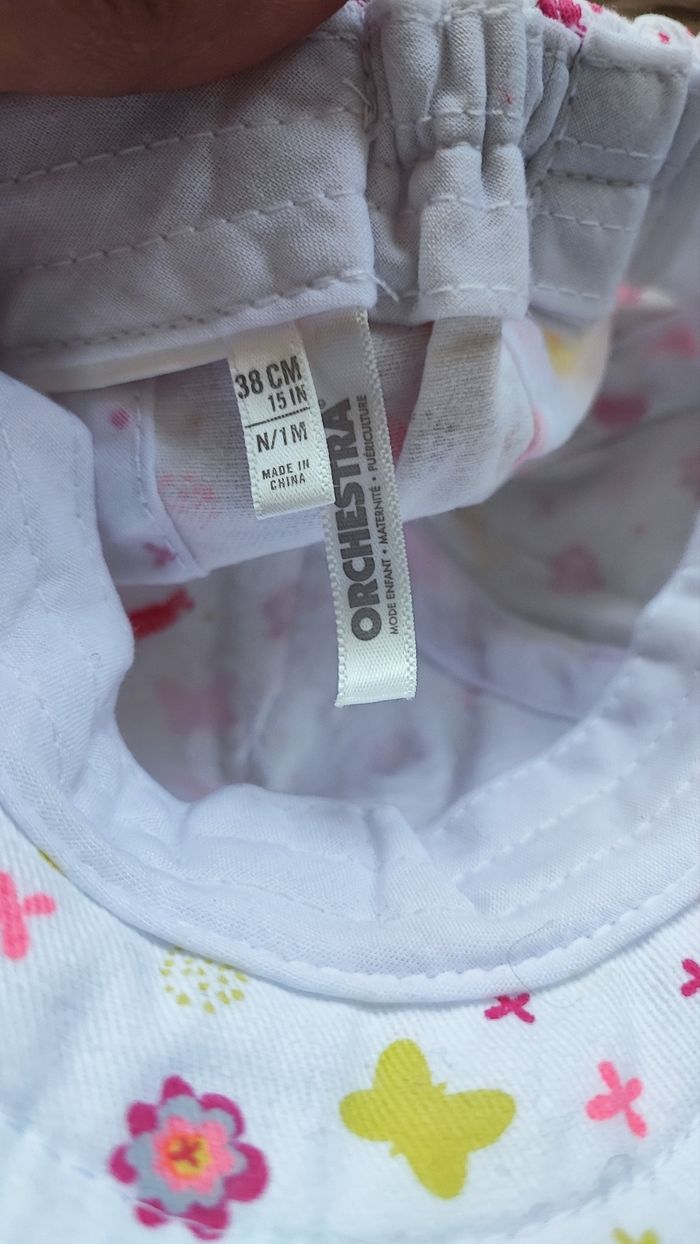 38 CM
15 IN
N/1M
MADE IN
CHINA
ORCHESTRA®
MODE ENFANT • MATERNITÉ • PUÉRICULTURE